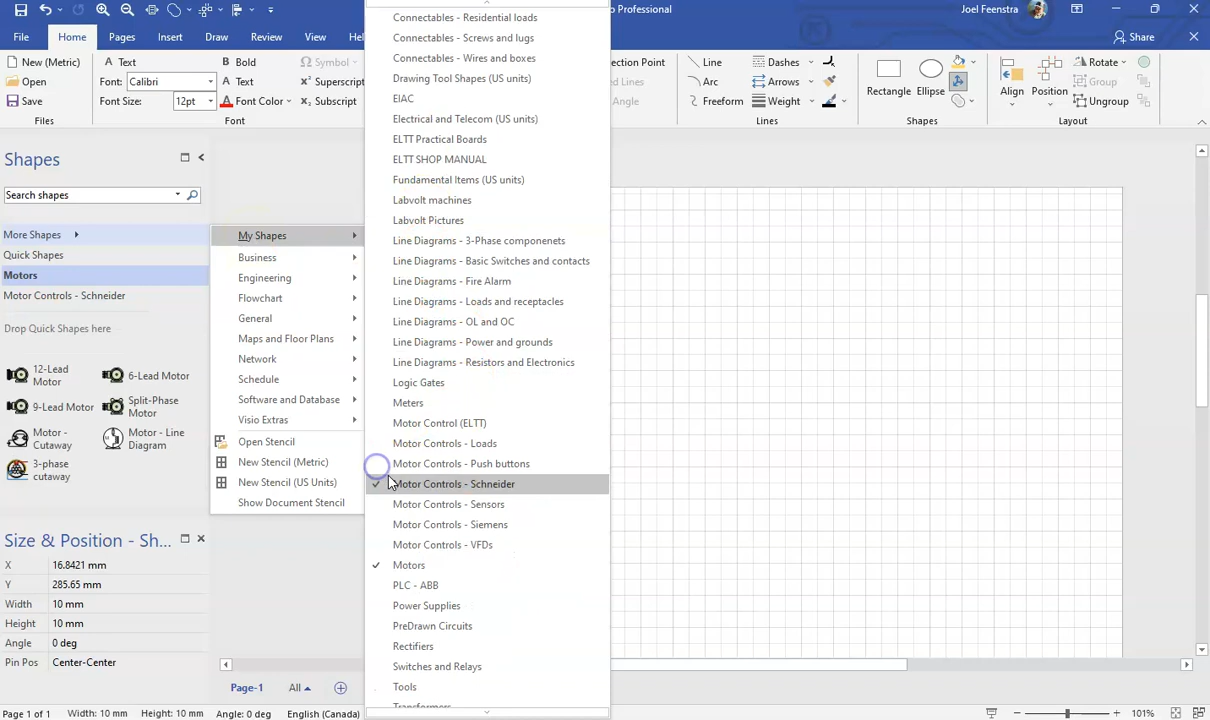 Professional
Joel Feenstra
File
Home
Pages
Insert
Draw
Review
View
Share
New (Metric)
Open
Save
Files
Text
Font:
Calibri
Font Size:
12pt
Bold
Text
Font Color
Symbol
Superscript
Subscript
Font
Line
Arc
Freeform
Dashes
Arrows
Weight
Lines
Rectangle
Ellipse
Shapes
Align
Position
Rotate
Group
Ungroup
Layout
Shapes
Search shapes
More Shapes
Quick Shapes
Motors
Motor Controls - Schneider
Drop Quick Shapes here
12-Lead
Motor
6-Lead Motor
9-Lead Motor
Split-Phase
Motor
Motor -
Cutaway
Motor - Line
Diagram
3-phase
cutaway
Size & Position - Sh...
X 16.8421 mm
Y 285.65 mm
Width 10 mm
Height 10 mm
Angle 0 deg
Pin Pos Center-Center
My Shapes
Business
Engineering
Flowchart
General
Maps and Floor Plans
Network
Schedule
Software and Database
Visio Extras
Open Stencil
New Stencil (Metric)
New Stencil (US Units)
Show Document Stencil
Connectables - Residential loads
Connectables - Screws and lugs
Connectables - Wires and boxes
Drawing Tool Shapes (US units)
EIAC
Electrical and Telecom (US units)
ELTT Practical Boards
ELTT SHOP MANUAL
Fundamental Items (US units)
Labvolt machines
Labvolt Pictures
Line Diagrams - 3-Phase componenets
Line Diagrams - Basic Switches and contacts
Line Diagrams - Fire Alarm
Line Diagrams - Loads and receptacles
Line Diagrams - OL and OC
Line Diagrams - Power and grounds
Line Diagrams - Resistors and Electronics
Logic Gates
Meters
Motor Control (ELTT)
Motor Controls - Loads
Motor Controls - Push buttons
Motor Controls - Schneider
Motor Controls - Sensors
Motor Controls - Siemens
Motor Controls - VFDs
Motors
PLC - ABB
Power Supplies
PreDrawn Circuits
Rectifiers
Switches and Relays
Tools
Transformers
Page-1
All
Page 1 of 1
Width: 10 mm
Height: 10 mm
Angle: 0 deg
English (Canada)
101%